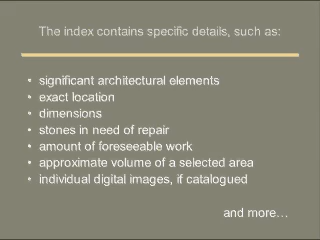 The index contains specific details, such as:
• significant architectural elements
• exact location
• dimensions
• stones in need of repair
• amount of foreseeable work
• approximate volume of a selected area
• individual digital images, if catalogued
and more…